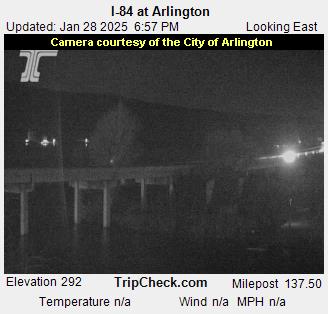 I-84 at Arlington
Updated: Jan 28 2025 6:57 PM Looking East
Camera courtesy of the City of Arlington
Elevation 292 TripCheck.com Milepost 137.50
Temperature n/a Wind n/a MPH n/a